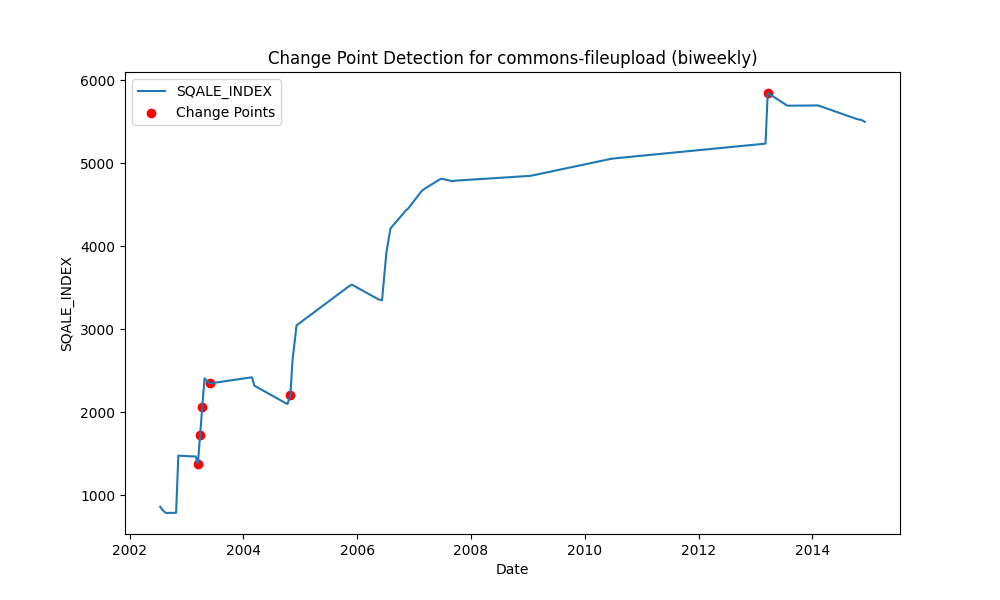 Change Point Detection for commons-fileupload (biweekly)
SQALE_INDEX
Change Points
6000
5000
4000
3000
2000
1000
SQALE_INDEX
2002 2004 2006 2008 2010 2012 2014
Date